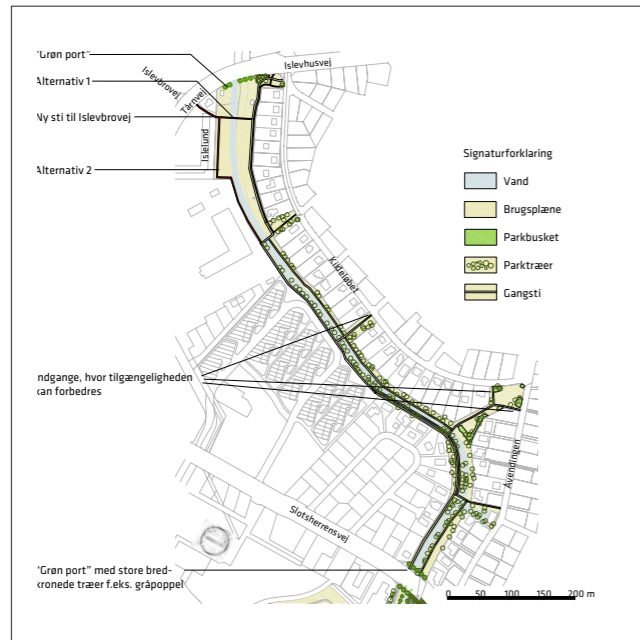 "Grøn port"
Alternativ 1
Ny sti til Islevbrovej
Alternativ 2
Indgange, hvor tilgængeligheden
kan forbedres
"Grøn port" med store bred-
kronede træer f.eks. gråpoppel
Islevbrovej
Tårnvej
Islelund
Islevhusvej
Kildeløbet
Åvendingen
Slotsherrensvej
Signaturforklaring
Vand
Brugsplæne
Parkbusket
Parktræer
Gangsti
0 50 100 150 200 m